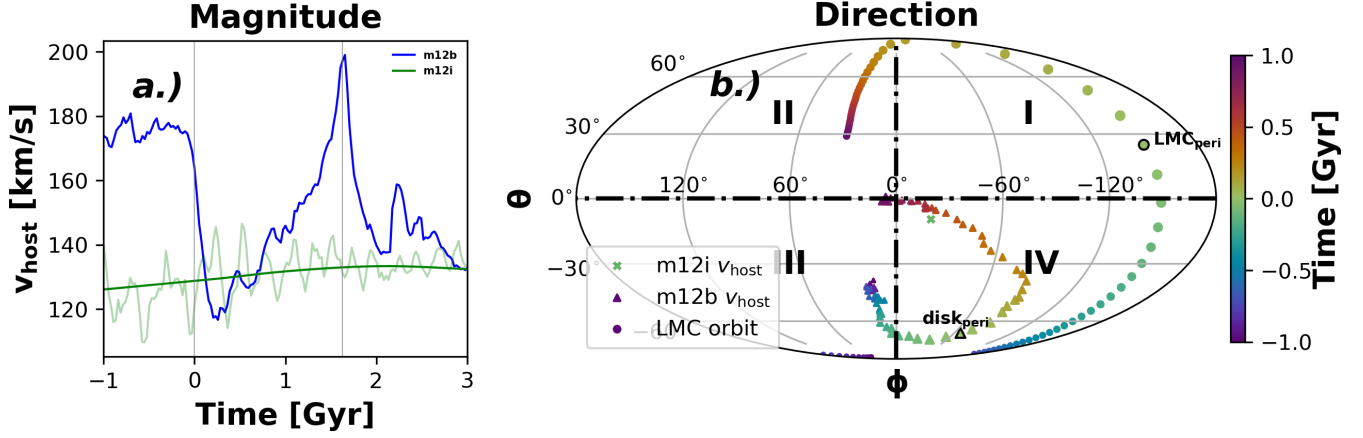 Magnitude
Direction
a.)
m12b
m12i
v_host [km/s]
200
180
160
140
120
−1
0
1
2
3
Time [Gyr]
b.)
II
I
III
IV
60°
30°
0°
−30°
−60°
120°
60°
0°
−60°
−120°
LMC_peri
disk_peri
m12i v_host
m12b v_host
LMC orbit
θ
ϕ
1.0
0.5
0.0
−0.5
−1.0
Time [Gyr]